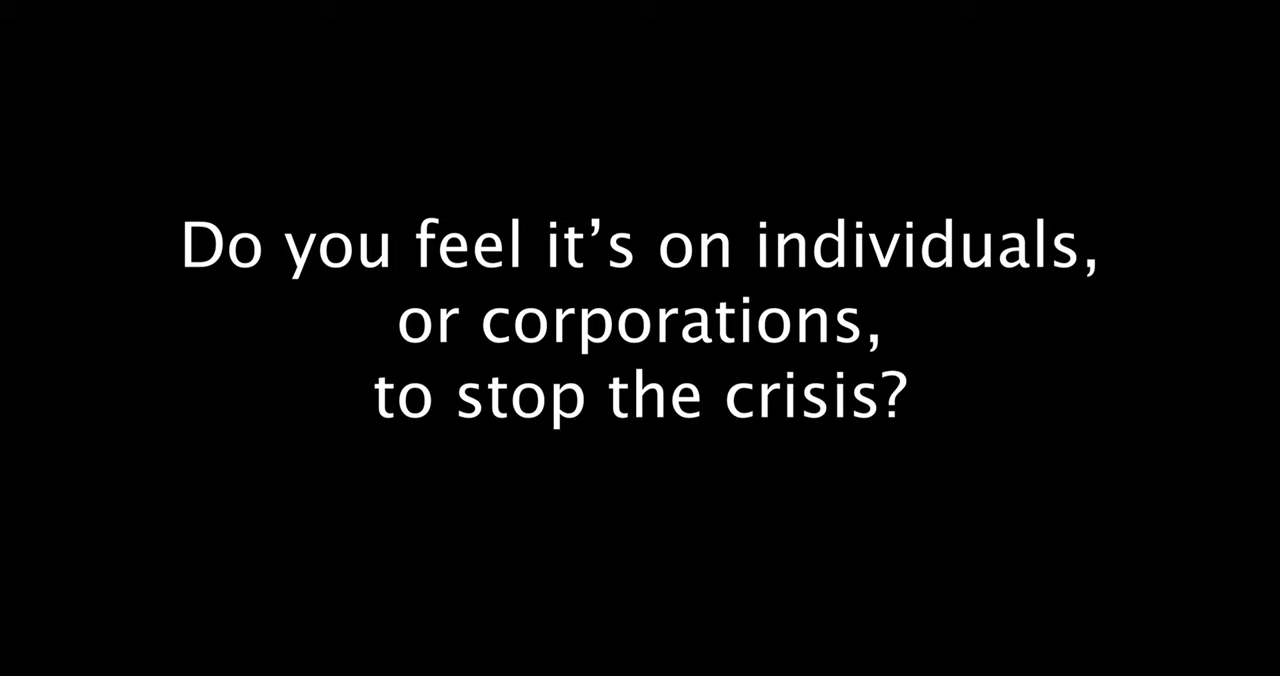 Do you feel it’s on individuals,
or corporations,
to stop the crisis?